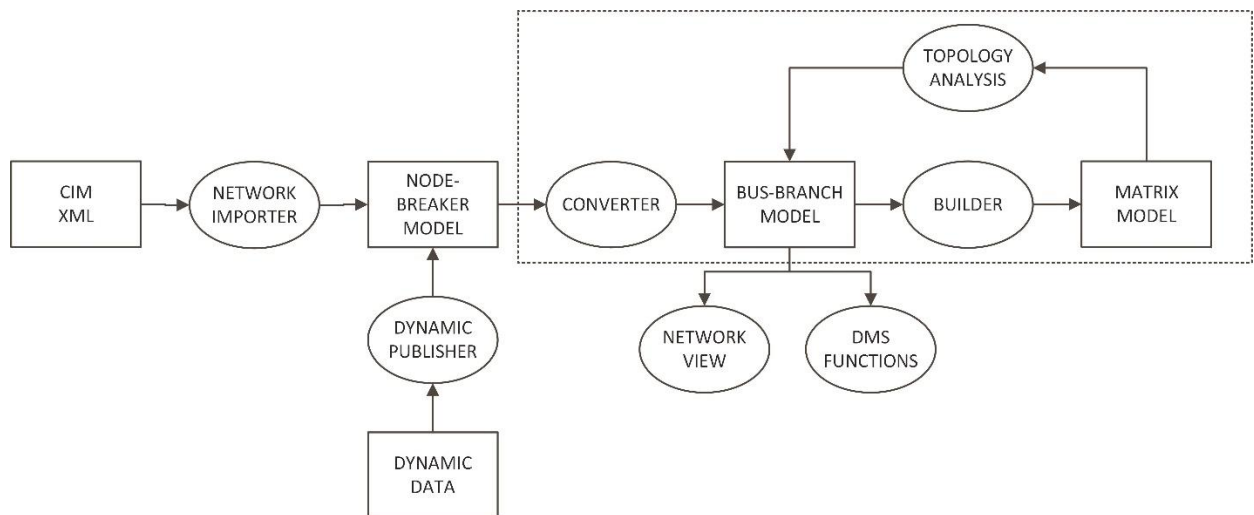 TOPOLOGY
ANALYSIS
CIM
XML
NETWORK
IMPORTER
NODE-
BREAKER
MODEL
CONVERTER
BUS-BRANCH
MODEL
BUILDER
MATRIX
MODEL
DYNAMIC
PUBLISHER
NETWORK
VIEW
DMS
FUNCTIONS
DYNAMIC
DATA